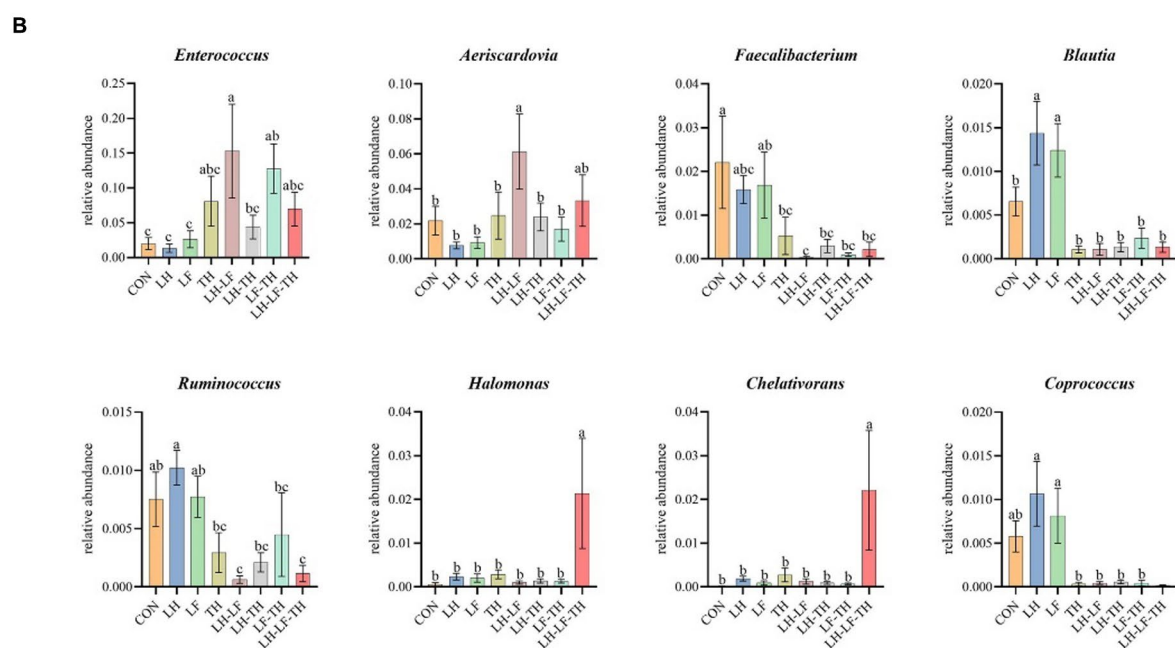 B
Enterococcus
relative abundance
0.25
0.20
0.15
0.10
0.05
0.00
c
c
c
abc
a
bc
ab
abc
CON
LH
LF
TH
LH-LF
LH-TH
LF-TH
LH-LF-TH
Aeriscardovia
relative abundance
0.10
0.08
0.06
0.04
0.02
0.00
b
b
b
b
a
b
b
ab
CON
LH
LF
TH
LH-LF
LH-TH
LF-TH
LH-LF-TH
Faecalibacterium
relative abundance
0.04
0.03
0.02
0.01
0.00
a
abc
ab
bc
c
bc
bc
bc
CON
LH
LF
TH
LH-LF
LH-TH
LF-TH
LH-LF-TH
Blautia
relative abundance
0.020
0.015
0.010
0.005
0.000
b
a
a
b
b
b
b
b
CON
LH
LF
TH
LH-LF
LH-TH
LF-TH
LH-LF-TH
Ruminococcus
relative abundance
0.015
0.010
0.005
0.000
ab
a
ab
bc
c
bc
bc
c
CON
LH
LF
TH
LH-LF
LH-TH
LF-TH
LH-LF-TH
Halomonas
relative abundance
0.04
0.03
0.02
0.01
0.00
b
b
b
b
b
b
b
a
CON
LH
LF
TH
LH-LF
LH-TH
LF-TH
LH-LF-TH
Chelativorans
relative abundance
0.04
0.03
0.02
0.01
0.00
b
b
b
b
b
b
b
a
CON
LH
LF
TH
LH-LF
LH-TH
LF-TH
LH-LF-TH
Coprococcus
relative abundance
0.020
0.015
0.010
0.005
0.000
ab
a
a
b
b
b
b
CON
LH
LF
TH
LH-LF
LH-TH
LF-TH
LH-LF-TH